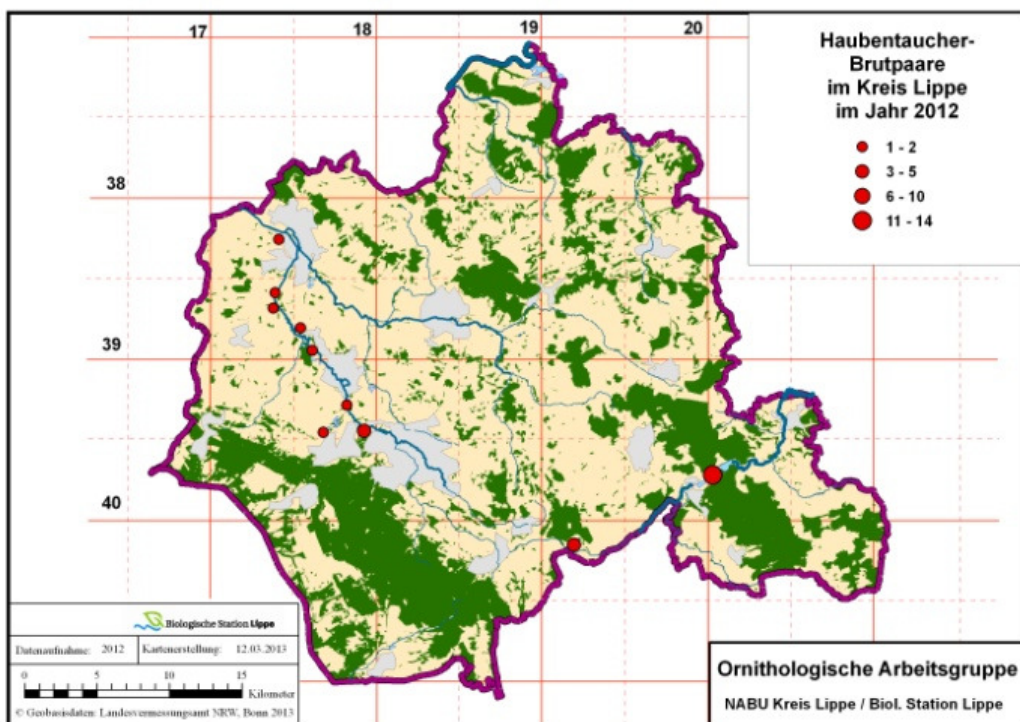 17
18
19
20
38
39
40
Haubentaucher-
Brutpaare
im Kreis Lippe
im Jahr 2012
1 - 2
3 - 5
6 - 10
11 - 14
Biologische Station Lippe
Datenaufnahme: 2012 Kartenerstellung: 12.03.2013
0 5 10 15
Kilometer
© Geobasisdaten: Landesvermessungsamt NRW, Bonn 2013
Ornithologische Arbeitsgruppe
NABU Kreis Lippe / Biol. Station Lippe